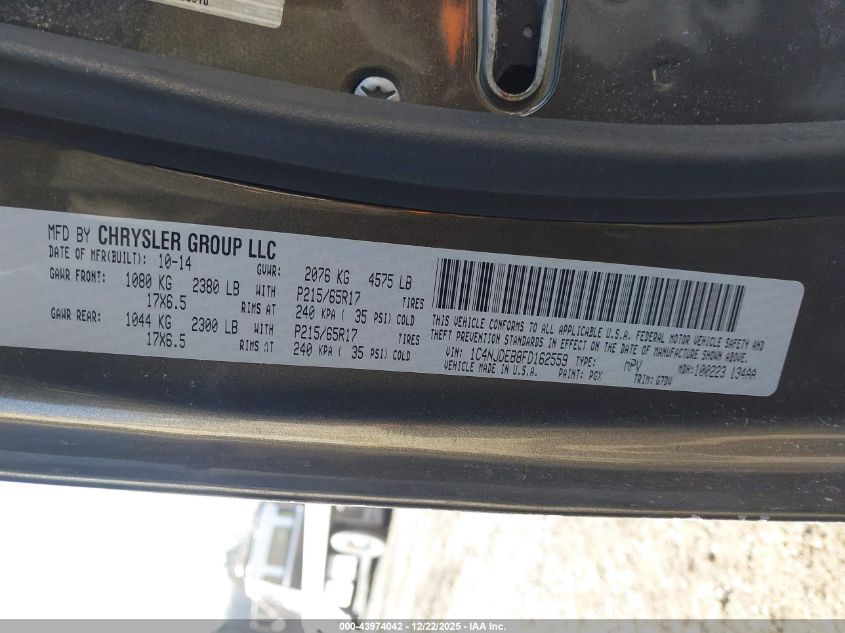 MFD BY CHRYSLER GROUP LLC
DATE OF MFR(BUILT): 10-14 GVWR: 2076 KG 4575 LB
GAWR FRONT: 1080 KG 2380 LB WITH P215/65R17 TIRES
17X6.5 RIMS AT 240 KPA ( 35 PSI) COLD
GAWR REAR: 1044 KG 2300 LB WITH P215/65R17 TIRES
17X6.5 RIMS AT 240 KPA ( 35 PSI) COLD
THIS VEHICLE CONFORMS TO ALL APPLICABLE U.S.A. FEDERAL MOTOR VEHICLE SAFETY AND
THEFT PREVENTION STANDARDS IN EFFECT ON THE DATE OF MANUFACTURE SHOWN ABOVE.
VIN: 1C4NJDEB8FD162559 TYPE: MPV MDH:100223 134AA
VEHICLE MADE IN U.S.A. PAINT: PGX TRIM: G7DV
000-43974042 | 12/22/2025 - IAA Inc.